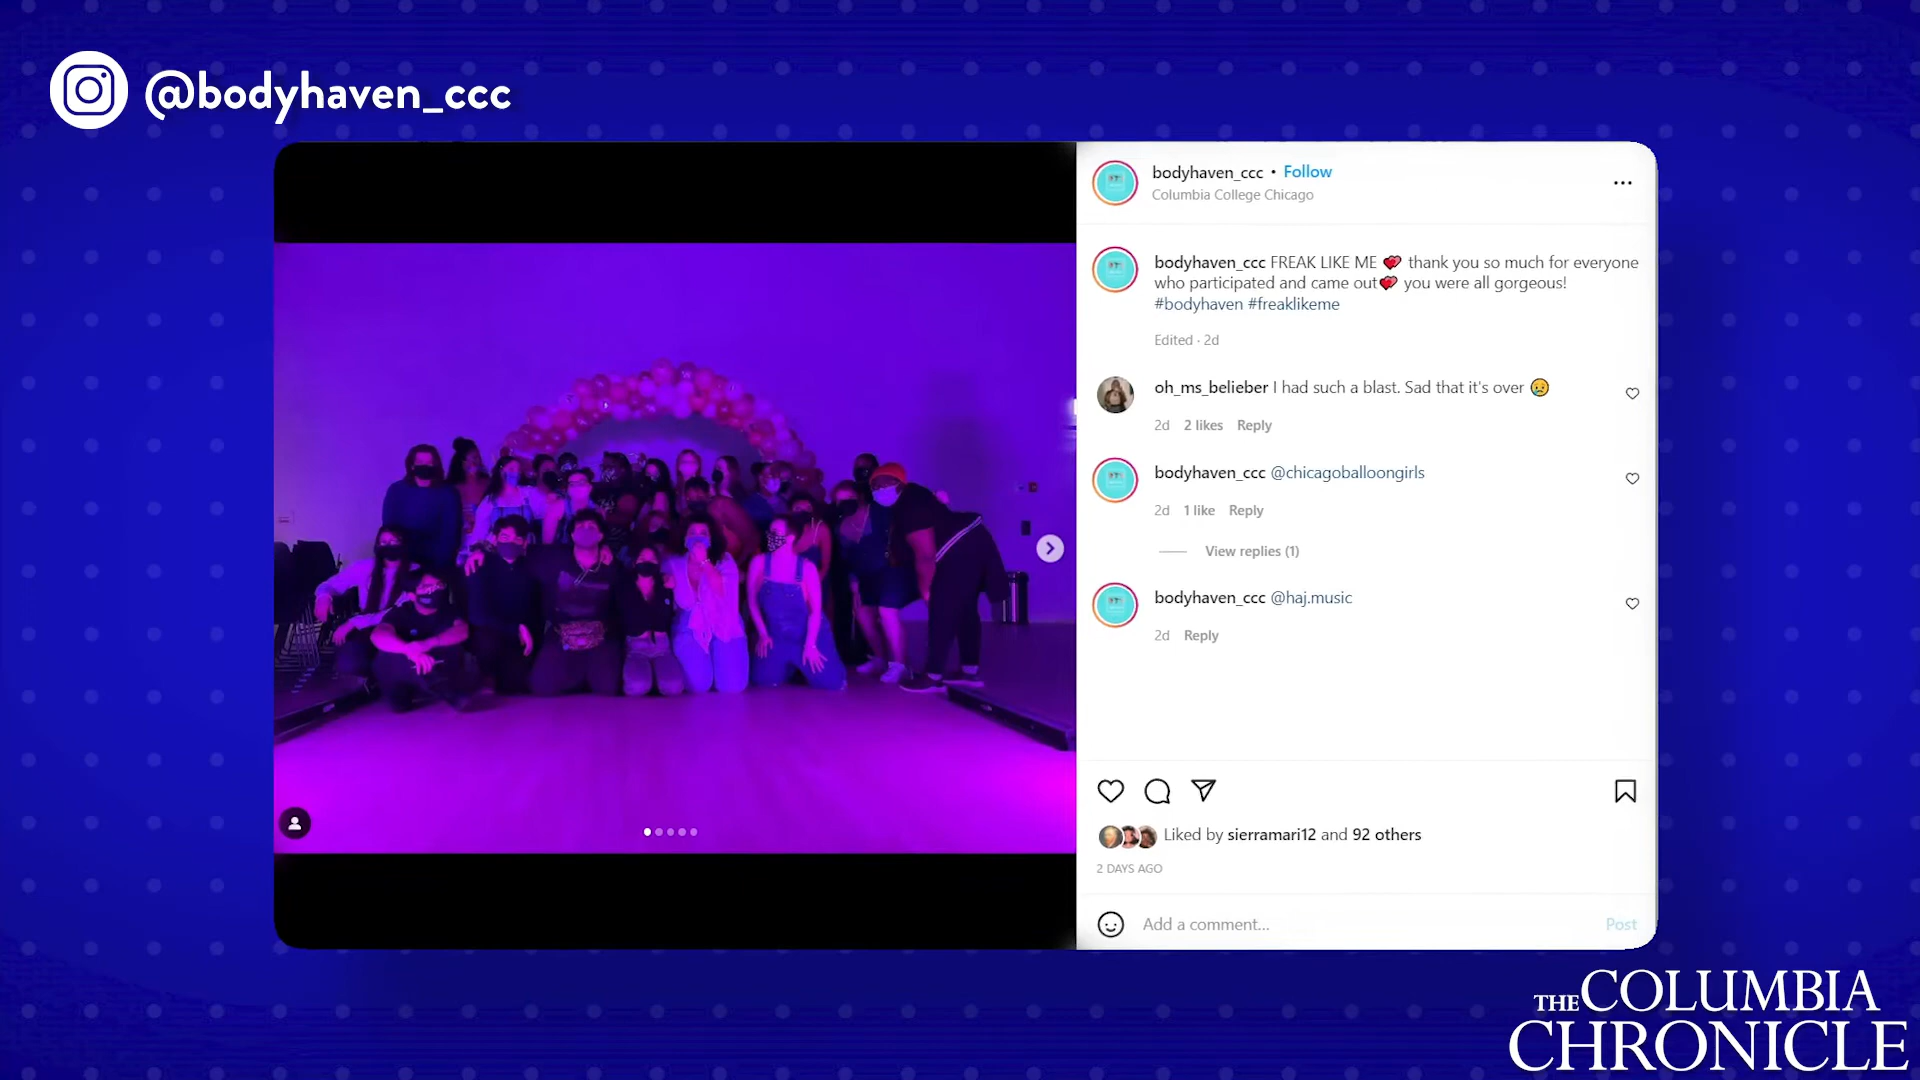 @bodyhaven_ccc
bodyhaven_ccc • Follow
Columbia College Chicago
bodyhaven_ccc FREAK LIKE ME 💕 thank you so much for everyone
who participated and came out💕 you were all gorgeous!
#bodyhaven #freaklikeme
Edited · 2d
oh_ms_belieber I had such a blast. Sad that it's over 😢
2d 2 likes Reply
bodyhaven_ccc @chicagoballoongirls
2d 1 like Reply
View replies (1)
bodyhaven_ccc @haj.music
2d Reply
Liked by sierramari12 and 92 others
2 DAYS AGO
Add a comment... Post
THE COLUMBIA
CHRONICLE